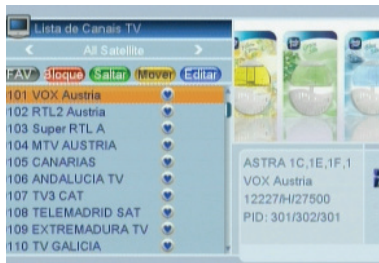 Lista de Canais TV
All Satellite
FAV Bloque Saltar Mover Editar
101 VOX Austria
102 RTL2 Austria
103 Super RTL A
104 MTV AUSTRIA
105 CANARIAS
106 ANDALUCIA TV
107 TV3 CAT
108 TELEMADRID SAT
109 EXTREMADURA TV
110 TV GALICIA
ASTRA 1C,1E,1F,1
VOX Austria
12227/H/27500
PID: 301/302/301